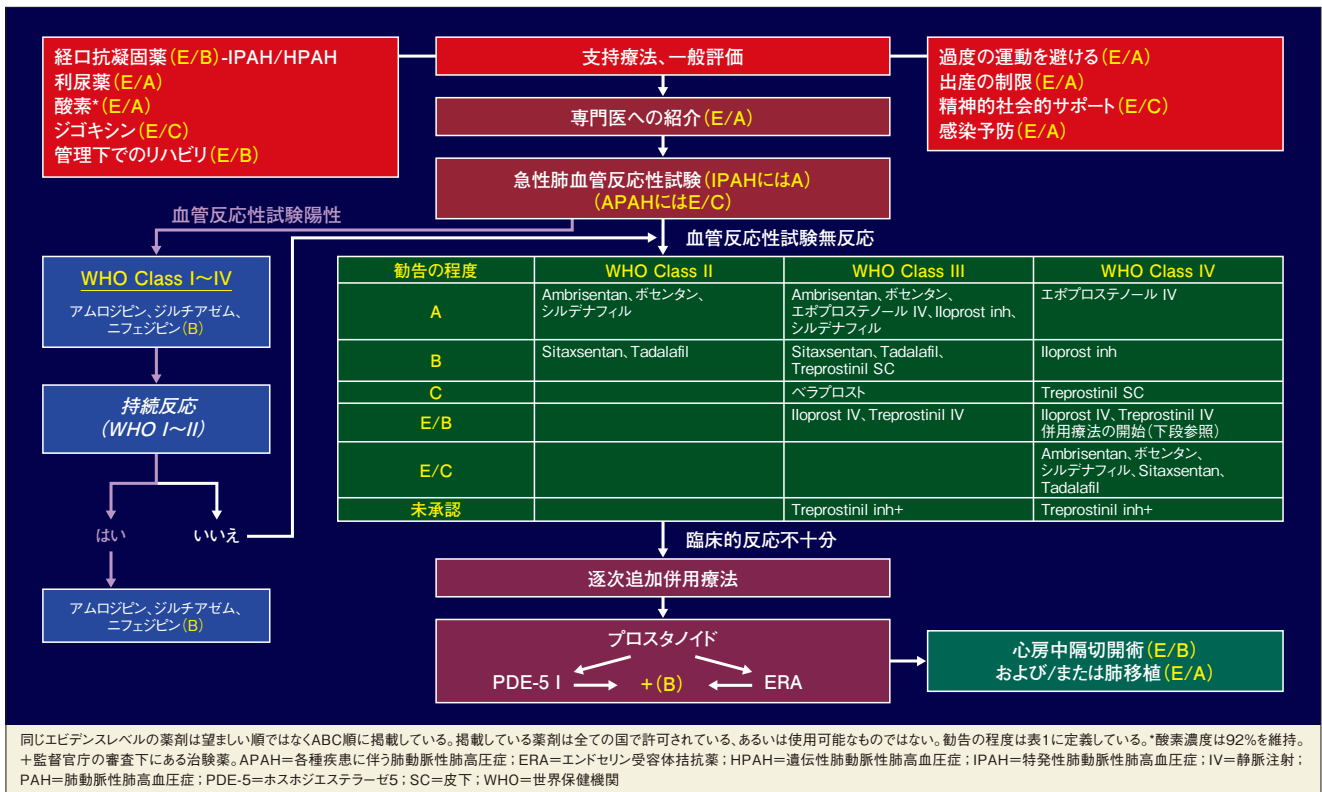 経口抗凝固薬(E/B)-IPAH/HPAH
利尿薬(E/A)
酸素*(E/A)
ジゴキシン(E/C)
管理下でのリハビリ(E/B)
支持療法、一般評価
過度の運動を避ける(E/A)
出産の制限(E/A)
精神的社会的サポート(E/C)
感染予防(E/A)
専門医への紹介(E/A)
急性肺血管反応性試験(IPAHにはA)
(APAHにはE/C)
血管反応性試験陽性
血管反応性試験無反応
WHO Class I〜IV
アムロジピン、ジルチアゼム、
ニフェジピン(B)
持続反応
(WHO I〜II)
はい
いいえ
アムロジピン、ジルチアゼム、
ニフェジピン(B)
勧告の程度 WHO Class II WHO Class III WHO Class IV
A
Ambrisentan、ボセンタン、
シルデナフィル
Ambrisentan、ボセンタン、
エポプロステノール IV、Iloprost inh、
シルデナフィル
エポプロステノール IV
B
Sitaxsentan、Tadalafil
Sitaxsentan、Tadalafil、
Treprostinil SC
Iloprost inh
C
ベラプロスト
Treprostinil SC
E/B
Iloprost IV、Treprostinil IV
Iloprost IV、Treprostinil IV
併用療法の開始(下段参照)
E/C
Ambrisentan、ボセンタン、
シルデナフィル、Sitaxsentan、
Tadalafil
未承認
Treprostinil inh+
Treprostinil inh+
臨床的反応不十分
逐次追加併用療法
プロスタノイド
PDE-5 I
+(B)
ERA
心房中隔切開術(E/B)
および/または肺移植(E/A)
同じエビデンスレベルの薬剤は望ましい順ではなくABC順に掲載している。掲載している薬剤は全ての国で許可されている、あるいは使用可能なものではない。勧告の程度は表1に定義している。*酸素濃度は92%を維持。
+監督官庁の審査下にある治験薬。APAH=各種疾患に伴う肺動脈性肺高血圧症;ERA=エンドセリン受容体拮抗薬;HPAH=遺伝性肺動脈性肺高血圧症;IPAH=特発性肺動脈性肺高血圧症;IV=静脈注射;
PAH=肺動脈性肺高血圧症;PDE-5=ホスホジエステラーゼ5;SC=皮下;WHO=世界保健機関